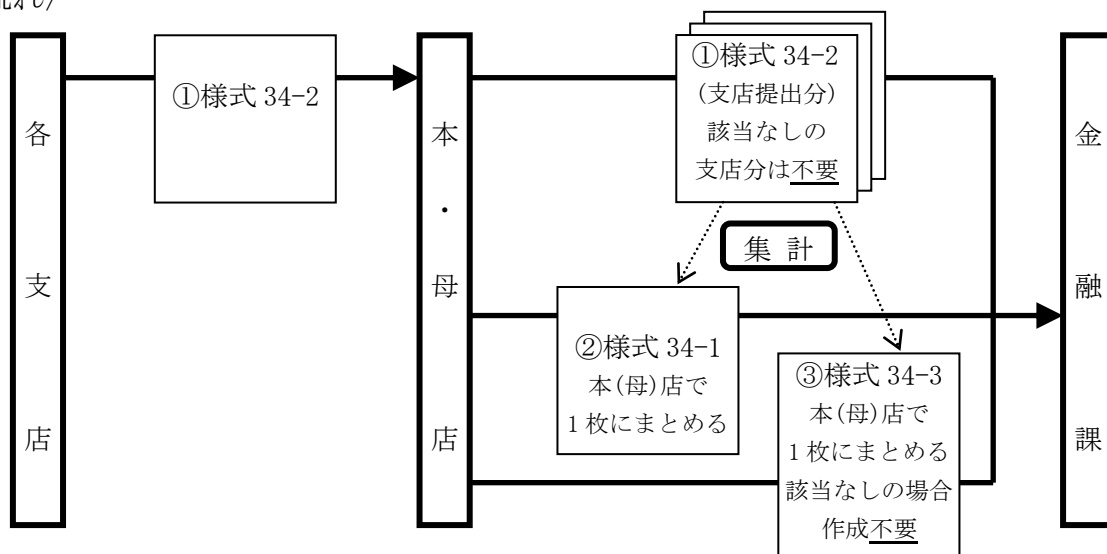 各支店
①様式 34-2
本・母店
①様式 34-2
(支店提出分)
該当なしの
支店分は不要
集 計
②様式 34-1
本(母)店で
1枚にまとめる
③様式 34-3
本(母)店で
1枚にまとめる
該当なしの場合
作成不要
金融課